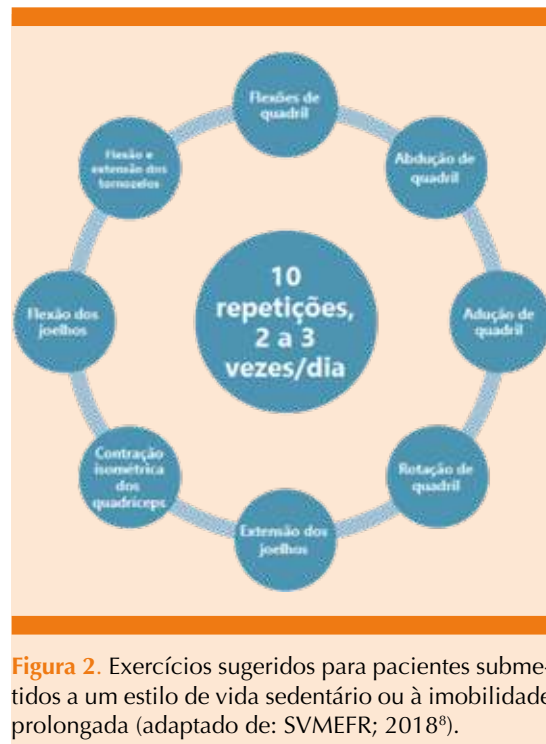 Flexões de
quadril
Abdução de
quadril
Adução de
quadril
Rotação de
quadril
Extensão dos
joelhos
Contração
isométrica
dos
quadríceps
Flexão dos
joelhos
Flexão e
extensão dos
tornozelos
10
repetições,
2 a 3
vezes/dia
Figura 2. Exercícios sugeridos para pacientes subme-
tidos a um estilo de vida sedentário ou à imobilidade
prolongada (adaptado de: SVMEFR; 2018⁸).